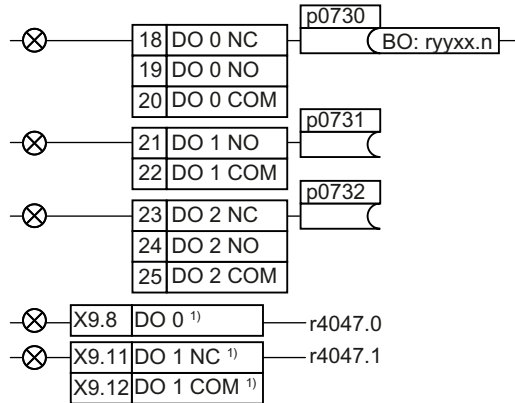 p0730
18 DO 0 NC BO: ryyxx.n
19 DO 0 NO
20 DO 0 COM
p0731
21 DO 1 NO
22 DO 1 COM
p0732
23 DO 2 NC
24 DO 2 NO
25 DO 2 COM
X9.8 DO 0 1) r4047.0
X9.11 DO 1 NC 1) r4047.1
X9.12 DO 1 COM 1)